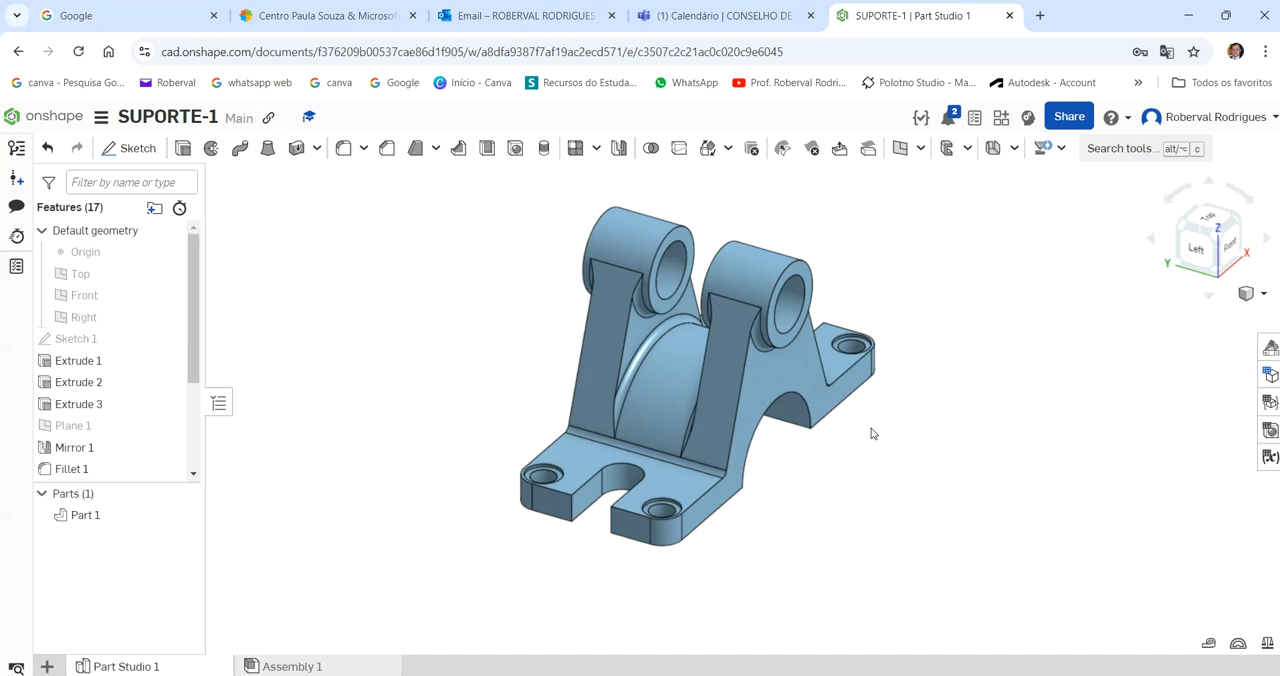 Google
Centro Paula Souza & Microsof
Email – ROBERVAL RODRIGUES
(1) Calendário | CONSELHO DE
SUPORTE-1 | Part Studio 1
cad.onshape.com/documents/f376209b00537cae86d1f905/w/a8dfa9387f7af19ac2ecd571/e/c3507c2c21ac0c020c9e6045
canva - Pesquisa Go...
Roberval
whatsapp web
canva
Google
Início - Canva
Recursos do Estuda...
WhatsApp
Prof. Roberval Rodri...
Polotno Studio - Ma...
Autodesk - Account
Todos os favoritos
onshape
SUPORTE-1
Main
2
Share
Roberval Rodrigues
Sketch
Search tools...
alt/⌥
c
Filter by name or type
Features (17)
Default geometry
Origin
Top
Front
Right
Sketch 1
Extrude 1
Extrude 2
Extrude 3
Plane 1
Mirror 1
Fillet 1
Parts (1)
Part 1
Top
Left
Front
Z
X
Y
Part Studio 1
Assembly 1